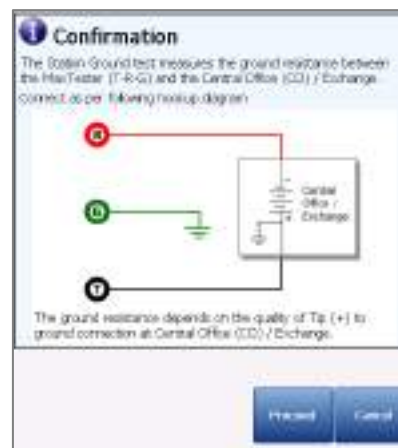 Confirmation
The Station Ground test measures the ground resistance between
the MaxTester (T-R-G) and the Central Office (CO) / Exchange.
Connect as per following hookup diagram
R
Central
Office /
Exchange
G
T
The ground resistance depends on the quality of Tip (+) to
ground connection at Central Office (CO) / Exchange.
Proceed
Cancel